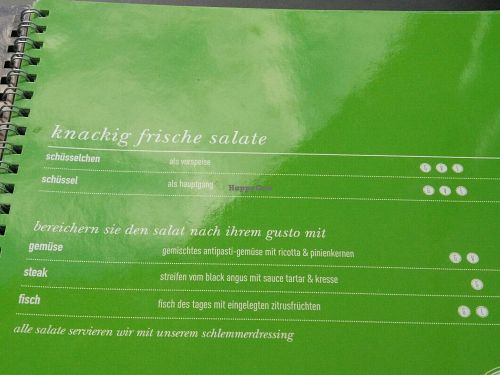 knackig frische salate
schüsselchen als vorspeise
schüssel als hauptgang
HappyCow
bereichern sie den salat nach ihrem gusto mit
gemüse gemischtes antipasti-gemüse mit ricotta & pinienkernen
steak streifen vom black angus mit sauce tartar & kresse
fisch fisch des tages mit eingelegten zitrusfrüchten
alle salate servieren wir mit unserem schlemmerdressing